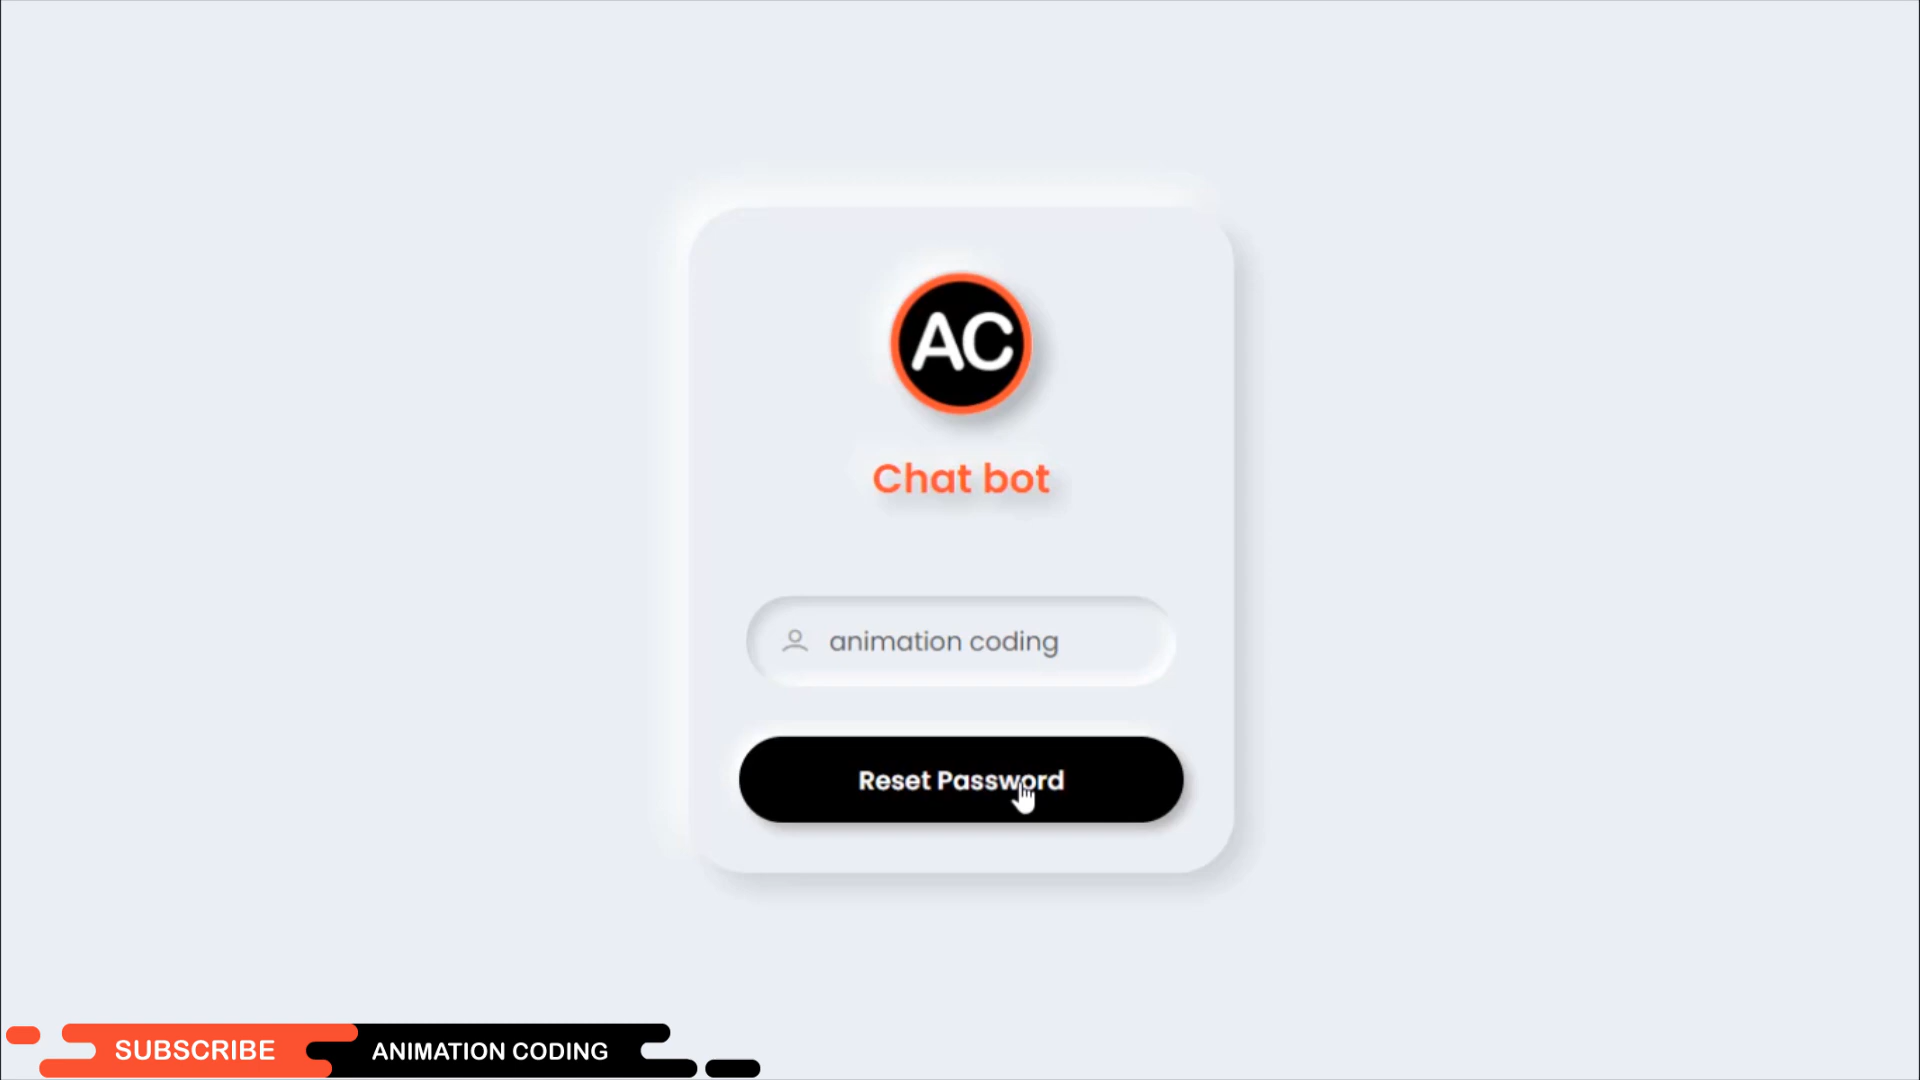 AC
Chat bot
animation coding
Reset Password
SUBSCRIBE
ANIMATION CODING